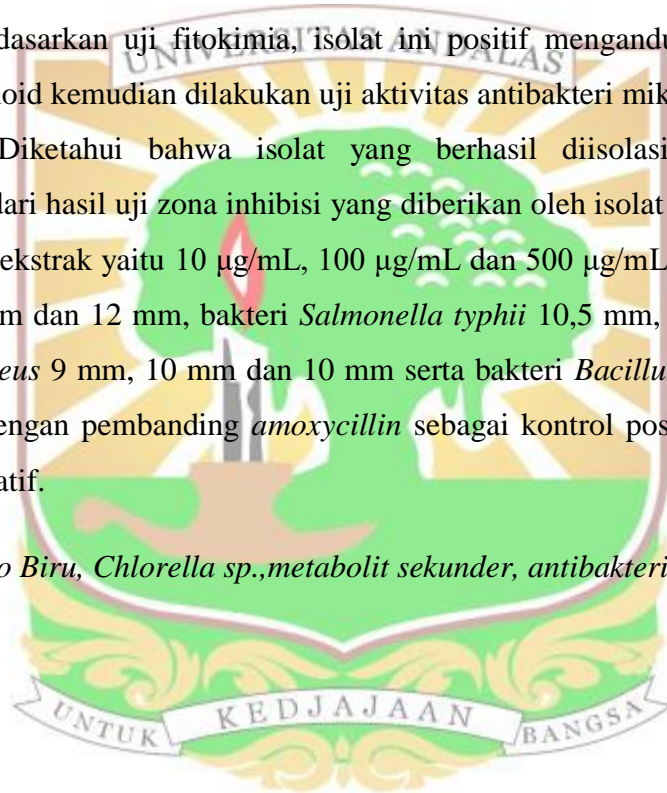 dasarkan uji fitokimia, isolat ini positif mengandu
UNIVERSITAS ANDALAS
oid kemudian dilakukan uji aktivitas antibakteri mik
Diketahui bahwa isolat yang berhasil diisolasi
dari hasil uji zona inhibisi yang diberikan oleh isolat
ekstrak yaitu 10 µg/mL, 100 µg/mL dan 500 µg/mL
m dan 12 mm, bakteri Salmonella typhii 10,5 mm,
eus 9 mm, 10 mm dan 10 mm serta bakteri Bacillu
engan pembanding amoxycillin sebagai kontrol pos
atif.
o Biru, Chlorella sp.,metabolit sekunder, antibakteri
UNTUK KEDJAJAAN BANGSA